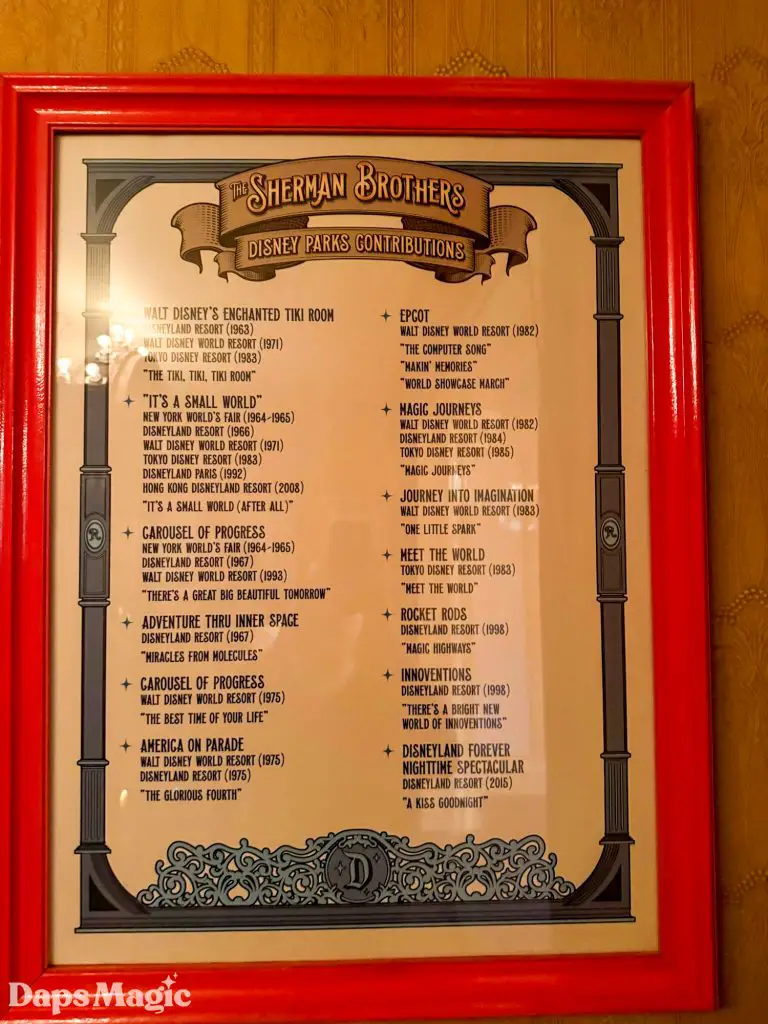 THE SHERMAN BROTHERS
DISNEY PARKS CONTRIBUTIONS
WALT DISNEY'S ENCHANTED TIKI ROOM
DISNEYLAND RESORT (1963)
WALT DISNEY WORLD RESORT (1971)
TOKYO DISNEY RESORT (1983)
"THE TIKI, TIKI, TIKI ROOM"
"IT'S A SMALL WORLD"
NEW YORK WORLD'S FAIR (1964-1965)
DISNEYLAND RESORT (1966)
WALT DISNEY WORLD RESORT (1971)
TOKYO DISNEY RESORT (1983)
DISNEYLAND PARIS (1992)
HONG KONG DISNEYLAND RESORT (2008)
"IT'S A SMALL WORLD (AFTER ALL)"
CAROUSEL OF PROGRESS
NEW YORK WORLD'S FAIR (1964-1965)
DISNEYLAND RESORT (1967)
WALT DISNEY WORLD RESORT (1993)
"THERE'S A GREAT BIG BEAUTIFUL TOMORROW"
ADVENTURE THRU INNER SPACE
DISNEYLAND RESORT (1967)
"MIRACLES FROM MOLECULES"
CAROUSEL OF PROGRESS
WALT DISNEY WORLD RESORT (1975)
"THE BEST TIME OF YOUR LIFE"
AMERICA ON PARADE
WALT DISNEY WORLD RESORT (1975)
DISNEYLAND RESORT (1975)
"THE GLORIOUS FOURTH"
EPCOT
WALT DISNEY WORLD RESORT (1982)
"THE COMPUTER SONG"
"MAKIN' MEMORIES"
"WORLD SHOWCASE MARCH"
MAGIC JOURNEYS
WALT DISNEY WORLD RESORT (1982)
DISNEYLAND RESORT (1984)
TOKYO DISNEY RESORT (1985)
"MAGIC JOURNEYS"
JOURNEY INTO IMAGINATION
WALT DISNEY WORLD RESORT (1983)
"ONE LITTLE SPARK"
MEET THE WORLD
TOKYO DISNEY RESORT (1983)
"MEET THE WORLD"
ROCKET RODS
DISNEYLAND RESORT (1998)
"MAGIC HIGHWAYS"
INNOVENTIONS
DISNEYLAND RESORT (1998)
"THERE'S A BRIGHT NEW
WORLD OF INNOVENTIONS"
DISNEYLAND FOREVER
NIGHTTIME SPECTACULAR
DISNEYLAND RESORT (2015)
"A KISS GOODNIGHT"
R
R
D
DapsMagic